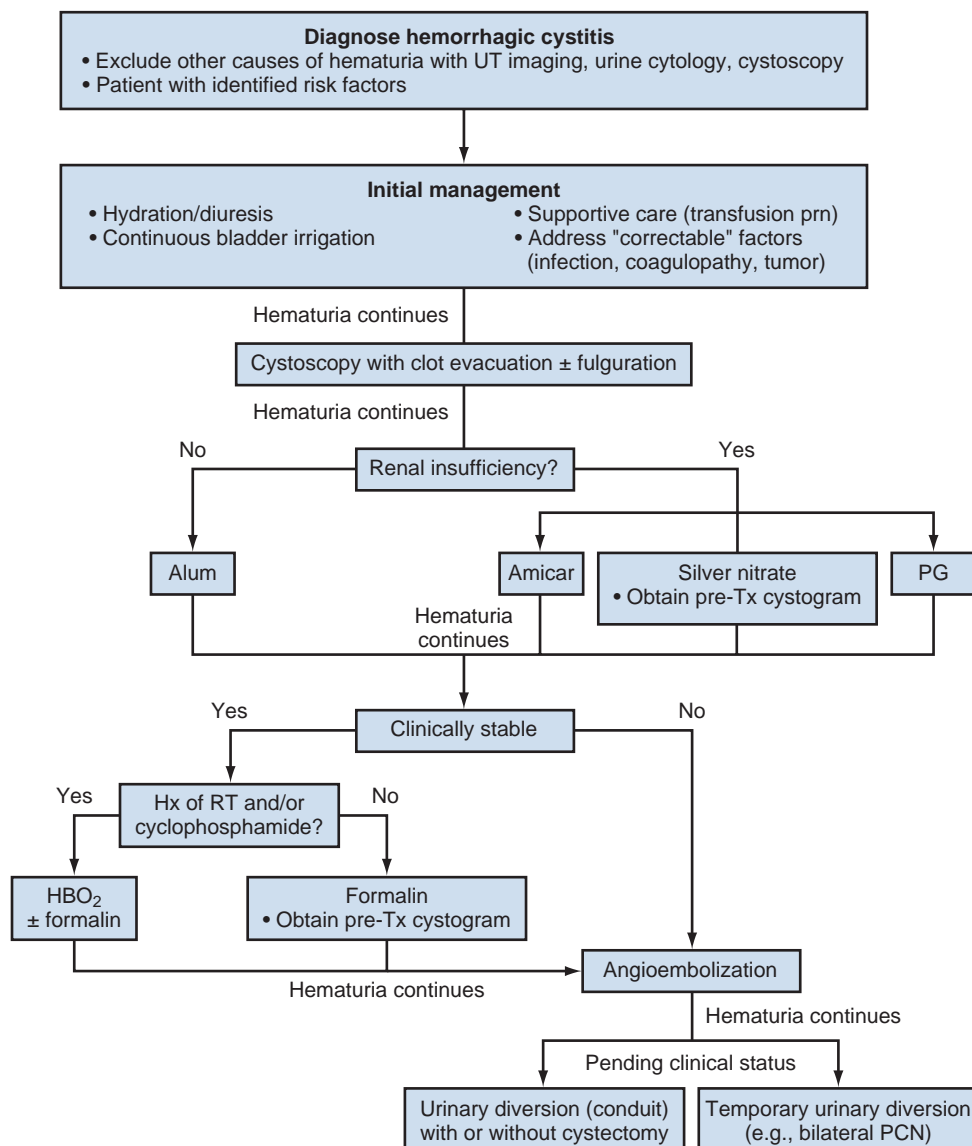 Diagnose hemorrhagic cystitis
• Exclude other causes of hematuria with UT imaging, urine cytology, cystoscopy
• Patient with identified risk factors
Initial management
• Hydration/diuresis
• Continuous bladder irrigation
• Supportive care (transfusion prn)
• Address "correctable" factors
(infection, coagulopathy, tumor)
Hematuria continues
Cystoscopy with clot evacuation ± fulguration
Hematuria continues
No
Renal insufficiency?
Yes
Alum
Amicar
Silver nitrate
• Obtain pre-Tx cystogram
PG
Hematuria
continues
Yes
Clinically stable
No
Yes
Hx of RT and/or
cyclophosphamide?
No
HBO₂
± formalin
Formalin
• Obtain pre-Tx cystogram
Hematuria continues
Angioembolization
Hematuria continues
Pending clinical status
Urinary diversion (conduit)
with or without cystectomy
Temporary urinary diversion
(e.g., bilateral PCN)